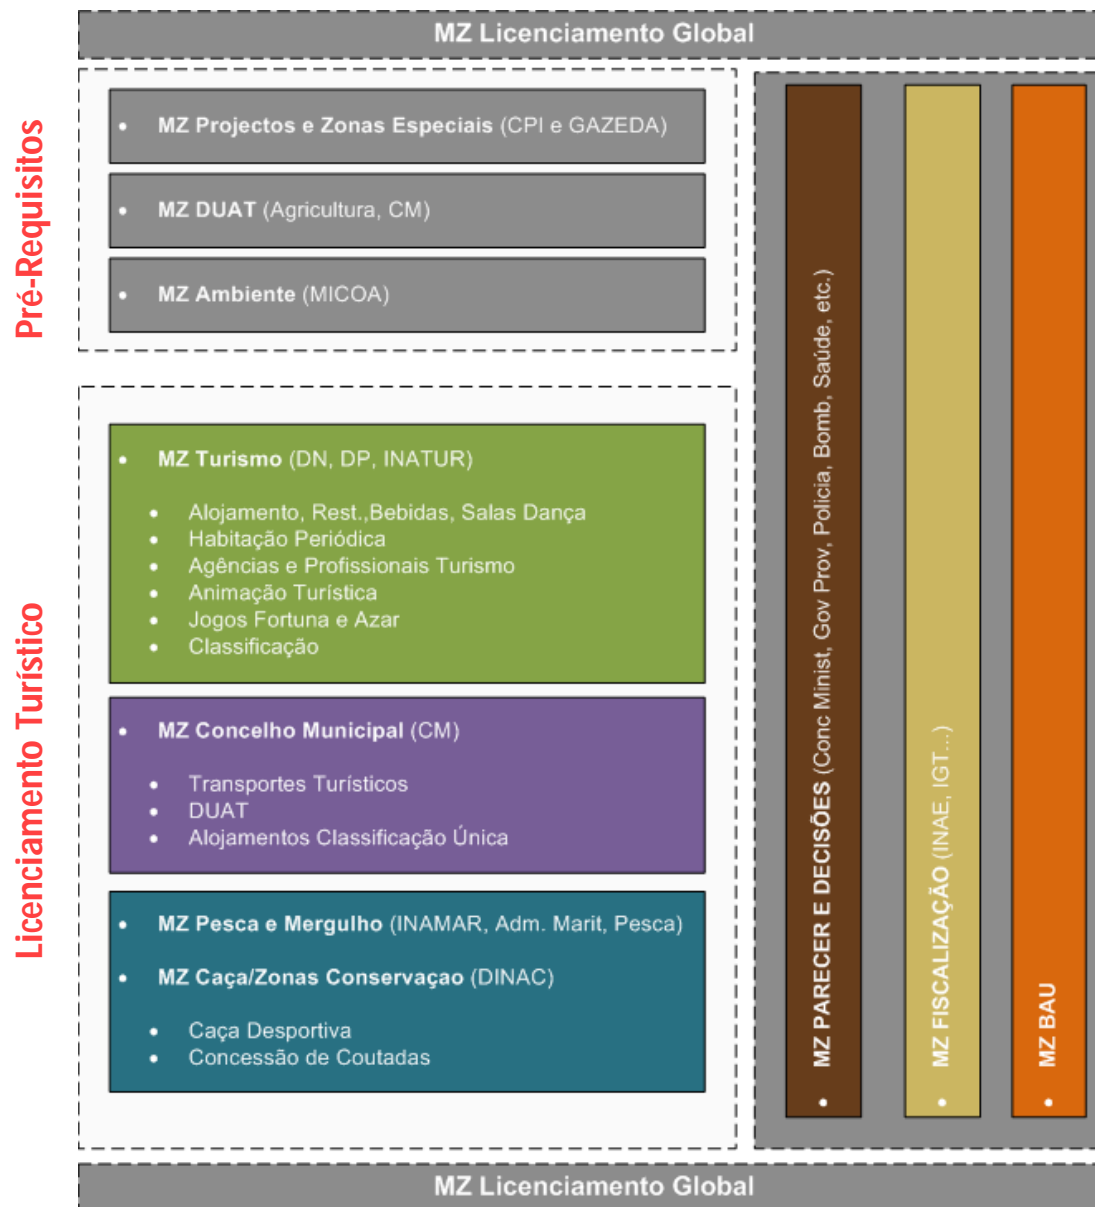 MZ Licenciamento Global
Pré-Requisitos
• MZ Projectos e Zonas Especiais (CPI e GAZEDA)
• MZ DUAT (Agricultura, CM)
• MZ Ambiente (MICOA)
Licenciamento Turístico
• MZ Turismo (DN, DP, INATUR)
• Alojamento, Rest.,Bebidas, Salas Dança
• Habitação Periódica
• Agências e Profissionais Turismo
• Animação Turística
• Jogos Fortuna e Azar
• Classificação
• MZ Concelho Municipal (CM)
• Transportes Turísticos
• DUAT
• Alojamentos Classificação Única
• MZ Pesca e Mergulho (INAMAR, Adm. Marit, Pesca)
• MZ Caça/Zonas Conservaçao (DINAC)
• Caça Desportiva
• Concessão de Coutadas
• MZ PARECER E DECISÕES (Conc Minist, Gov Prov, Policia, Bomb, Saúde, etc.)
• MZ FISCALIZAÇÃO (INAE, IGT...)
• MZ BAU
MZ Licenciamento Global